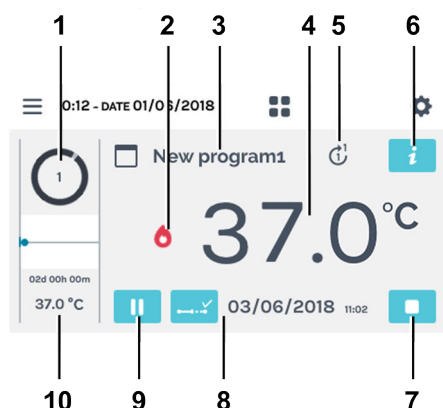 1 2 3 4 5 6
0:12 - DATE 01/06/2018
New program1
1
1
i
1
37.0 °C
02d 00h 00m
37.0 °C
03/06/2018 11:02
10 9 8 7